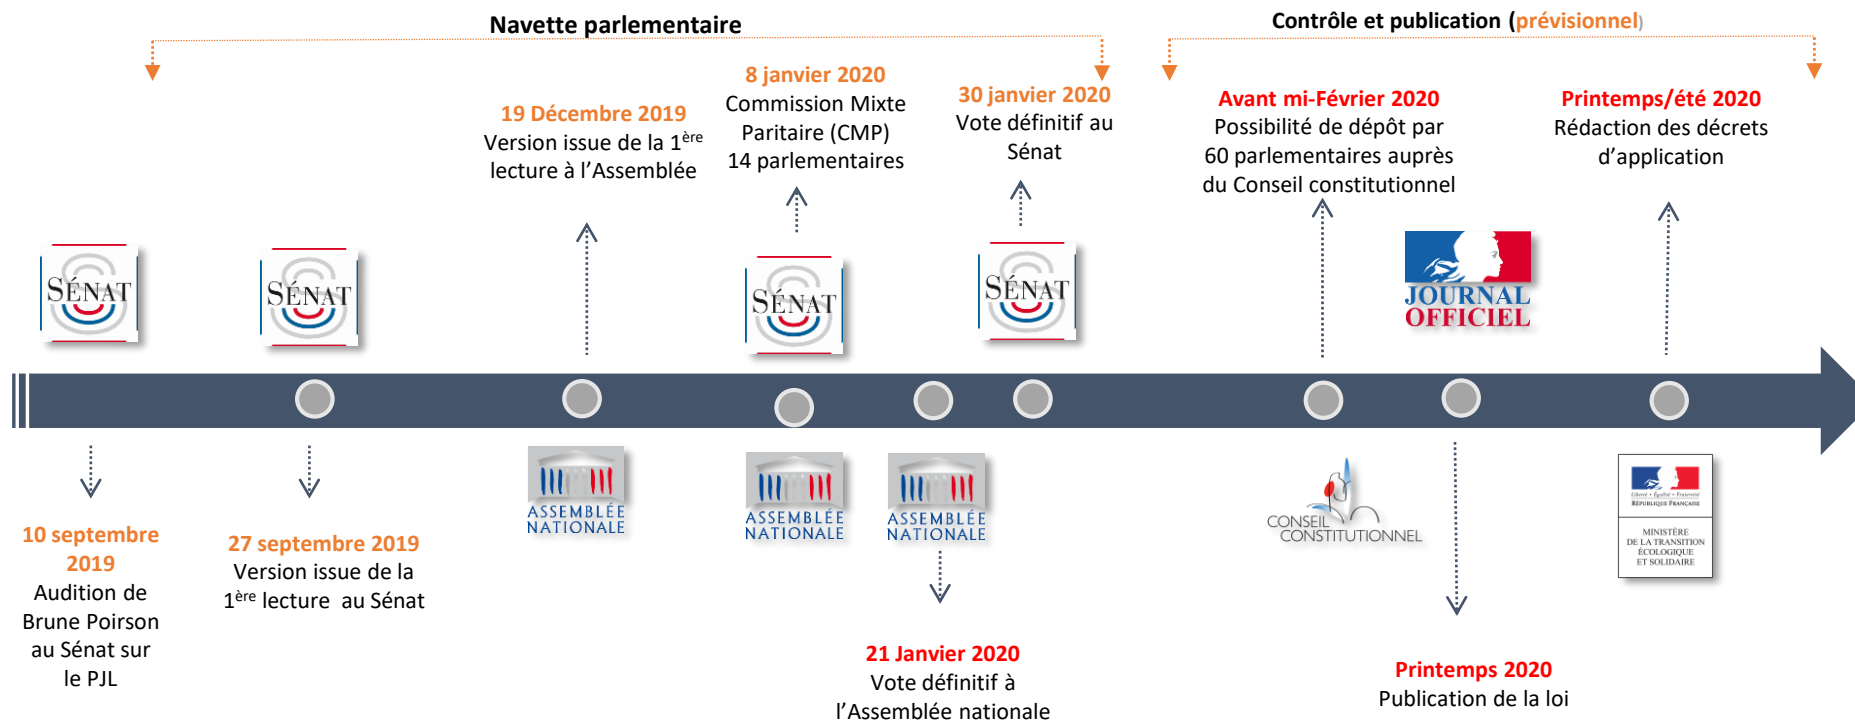 Navette parlementaire
Contrôle et publication (prévisionnel)
8 janvier 2020
Commission Mixte
Paritaire (CMP)
14 parlementaires
19 Décembre 2019
Version issue de la 1ère
lecture à l’Assemblée
30 janvier 2020
Vote définitif au
Sénat
Avant mi-Février 2020
Possibilité de dépôt par
60 parlementaires auprès
du Conseil constitutionnel
Printemps/été 2020
Rédaction des décrets
d’application
SÉNAT
SÉNAT
SÉNAT
SÉNAT
JOURNAL
OFFICIEL
ASSEMBLÉE
NATIONALE
ASSEMBLÉE
NATIONALE
ASSEMBLÉE
NATIONALE
CONSEIL
CONSTITUTIONNEL
Liberté • Égalité • Fraternité
RÉPUBLIQUE FRANÇAISE
MINISTÈRE
DE LA TRANSITION
ÉCOLOGIQUE
ET SOLIDAIRE
10 septembre
2019
Audition de
Brune Poirson
au Sénat sur
le PJL
27 septembre 2019
Version issue de la
1ère lecture au Sénat
21 Janvier 2020
Vote définitif à
l’Assemblée nationale
Printemps 2020
Publication de la loi